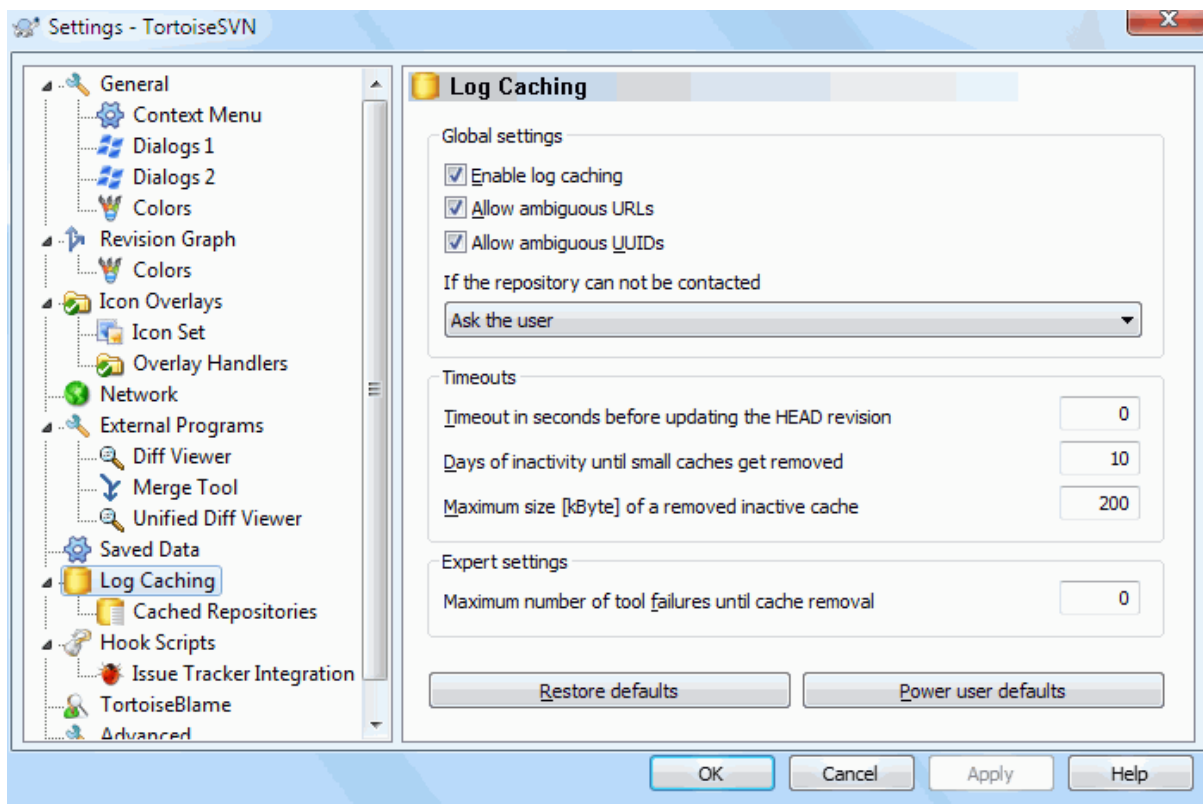 Settings - TortoiseSVN
General
Context Menu
Dialogs 1
Dialogs 2
Colors
Revision Graph
Colors
Icon Overlays
Icon Set
Overlay Handlers
Network
External Programs
Diff Viewer
Merge Tool
Unified Diff Viewer
Saved Data
Log Caching
Cached Repositories
Hook Scripts
Issue Tracker Integration
TortoiseBlame
Advanced
Log Caching
Global settings
Enable log caching
Allow ambiguous URLs
Allow ambiguous UUIDs
If the repository can not be contacted
Ask the user
Timeouts
Timeout in seconds before updating the HEAD revision 0
Days of inactivity until small caches get removed 10
Maximum size [kByte] of a removed inactive cache 200
Expert settings
Maximum number of tool failures until cache removal 0
Restore defaults Power user defaults
OK Cancel Apply Help